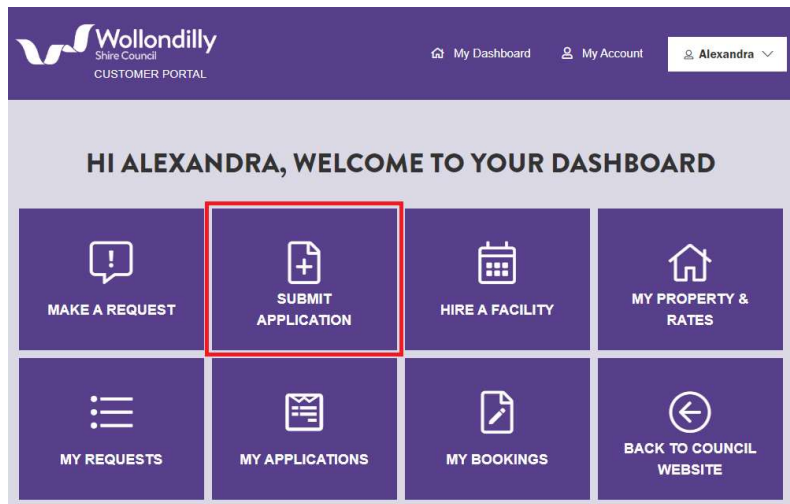 Wollondilly
Shire Council
CUSTOMER PORTAL
My Dashboard
My Account
Alexandra
HI ALEXANDRA, WELCOME TO YOUR DASHBOARD
MAKE A REQUEST
SUBMIT
APPLICATION
HIRE A FACILITY
MY PROPERTY &
RATES
MY REQUESTS
MY APPLICATIONS
MY BOOKINGS
BACK TO COUNCIL
WEBSITE